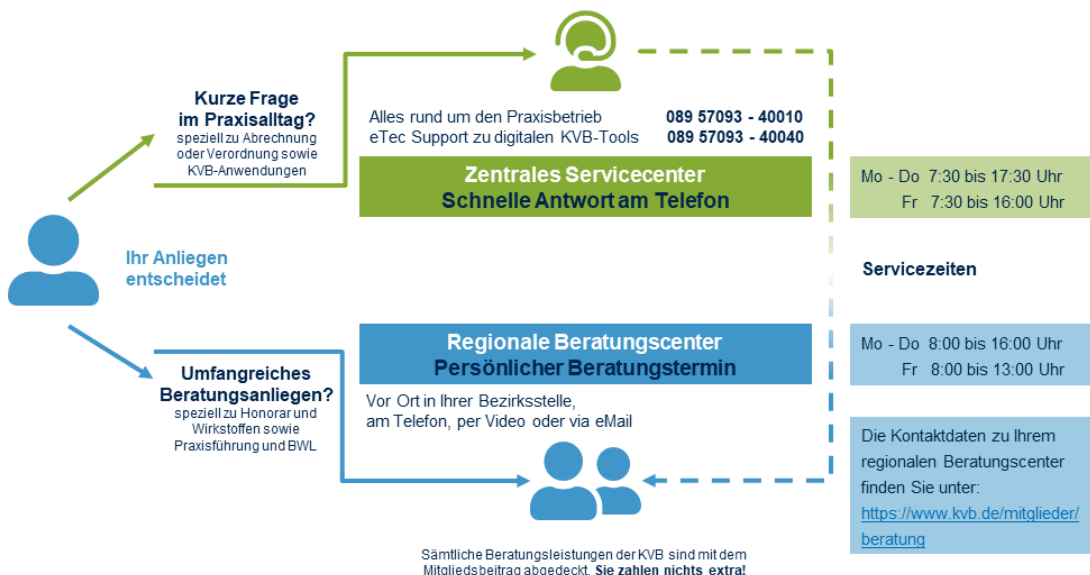 Kurze Frage
im Praxisalltag?
speziell zu Abrechnung
oder Verordnung sowie
KVB-Anwendungen
Alles rund um den Praxisbetrieb 089 57093 - 40010
eTec Support zu digitalen KVB-Tools 089 57093 - 40040
Zentrales Servicecenter
Schnelle Antwort am Telefon
Mo - Do 7:30 bis 17:30 Uhr
Fr 7:30 bis 16:00 Uhr
Ihr Anliegen
entscheidet
Servicezeiten
Regionale Beratungscenter
Persönlicher Beratungstermin
Mo - Do 8:00 bis 16:00 Uhr
Fr 8:00 bis 13:00 Uhr
Umfangreiches
Beratungsanliegen?
speziell zu Honorar und
Wirkstoffen sowie
Praxisführung und BWL
Vor Ort in Ihrer Bezirksstelle,
am Telefon, per Video oder via eMail
Die Kontaktdaten zu Ihrem
regionalen Beratungscenter
finden Sie unter:
https://www.kvb.de/mitglieder/
beratung
Sämtliche Beratungsleistungen der KVB sind mit dem
Mitgliedsbeitrag abgedeckt. Sie zahlen nichts extra!